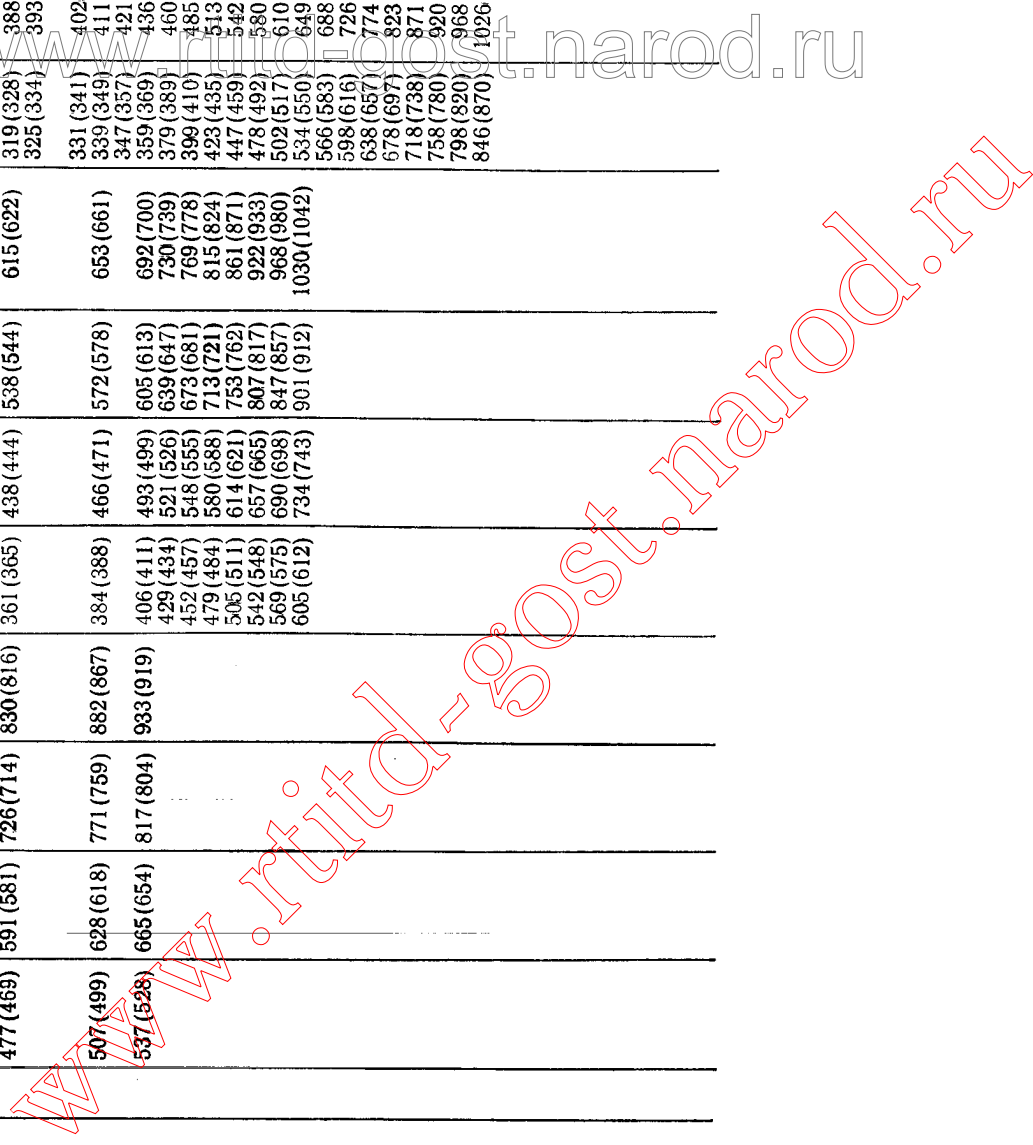 477(469) 591(581) 726(714) 830(816) 361(365) 438(444) 538(544) 615(622) 319(328) 388
325(334) 393
331(341) 402
507(499) 628(618) 771(759) 882(867) 384(388) 466(471) 572(578) 653(661) 339(349) 411
347(357) 421
537(528) 665(654) 817(804) 933(919) 406(411) 493(499) 605(613) 692(700) 359(369) 436
429(434) 521(526) 639(647) 730(739) 379(389) 460
452(457) 548(555) 673(681) 769(778) 399(410) 485
479(484) 580(588) 713(721) 815(824) 423(435) 513
505(511) 614(621) 753(762) 861(871) 447(459) 542
542(548) 657(665) 807(817) 922(933) 478(492) 580
569(575) 690(698) 847(857) 968(980) 502(517) 610
605(612) 734(743) 901(912) 1030(1042) 534(550) 649
566(583) 688
598(616) 726
638(657) 774
678(697) 823
718(738) 871
758(780) 920
798(820) 968
846(870) 1026
www.rtitd-gost.narod.ru
www.rtitd-gost.narod.ru